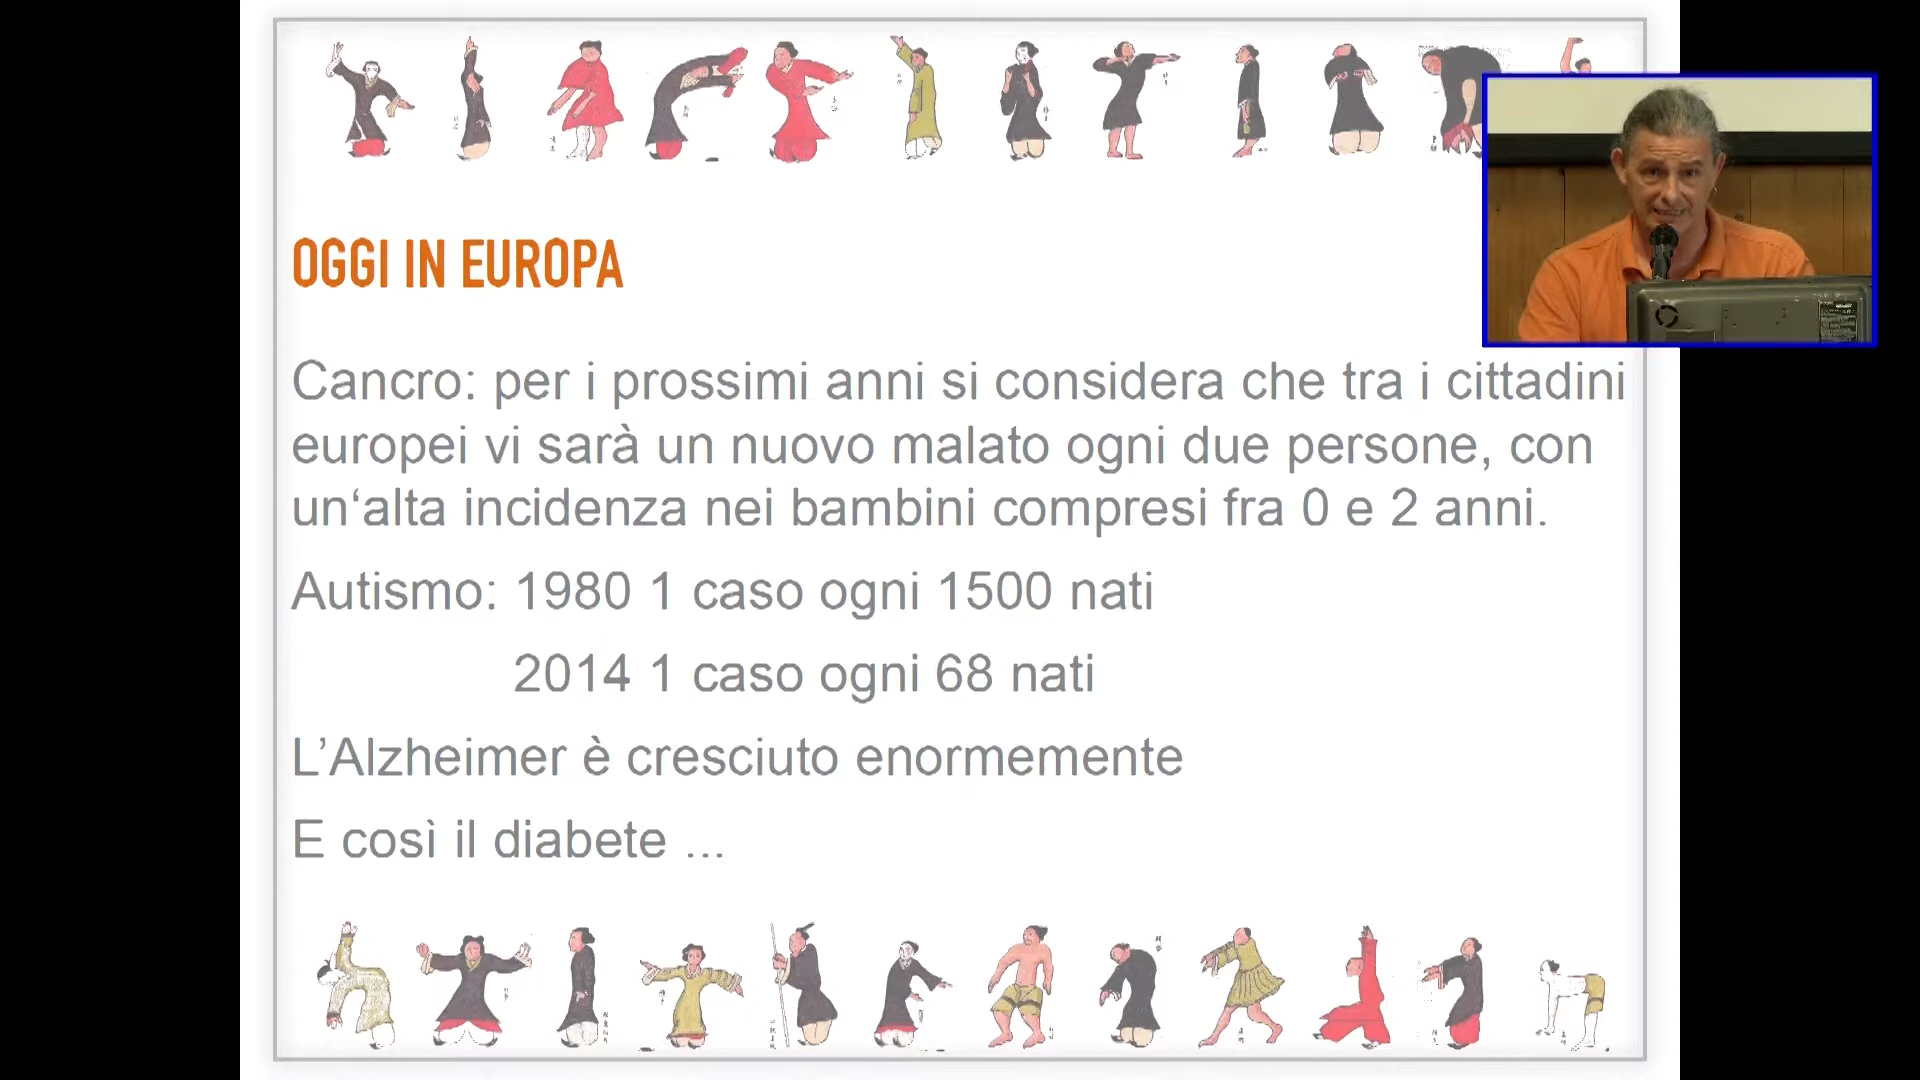 OGGI IN EUROPA
Cancro: per i prossimi anni si considera che tra i cittadini
europei vi sarà un nuovo malato ogni due persone, con
un‘alta incidenza nei bambini compresi fra 0 e 2 anni.
Autismo: 1980 1 caso ogni 1500 nati
2014 1 caso ogni 68 nati
L’Alzheimer è cresciuto enormemente
E così il diabete ...